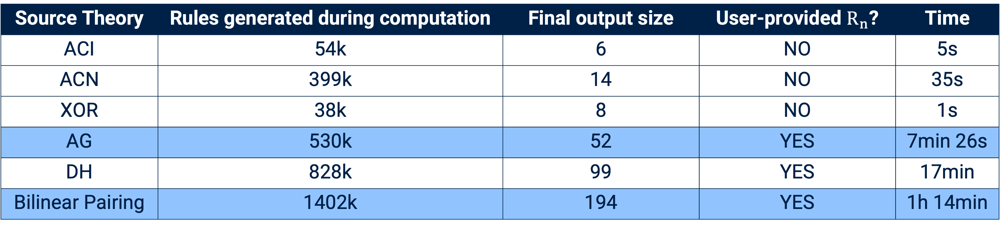 Source Theory Rules generated during computation Final output size User-provided Rₙ? Time
ACI 54k 6 NO 5s
ACN 399k 14 NO 35s
XOR 38k 8 NO 1s
AG 530k 52 YES 7min 26s
DH 828k 99 YES 17min
Bilinear Pairing 1402k 194 YES 1h 14min